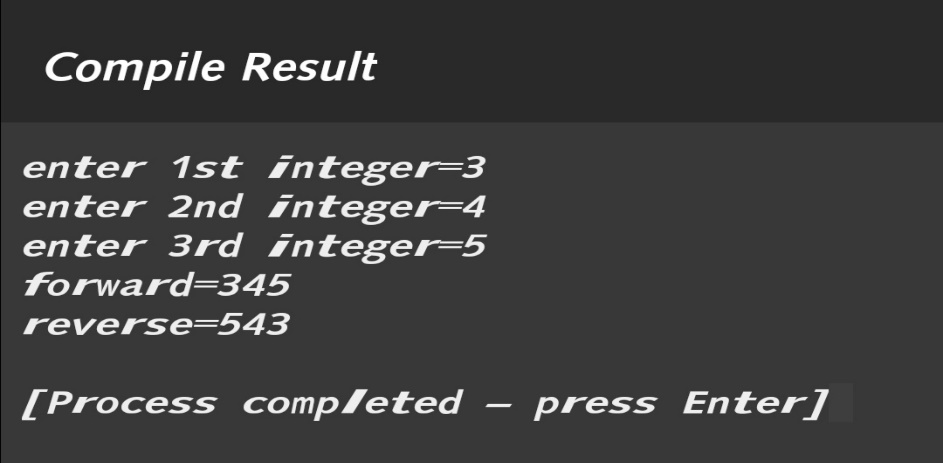 Compile Result
enter 1st integer=3
enter 2nd integer=4
enter 3rd integer=5
forward=345
reverse=543
[Process completed – press Enter]